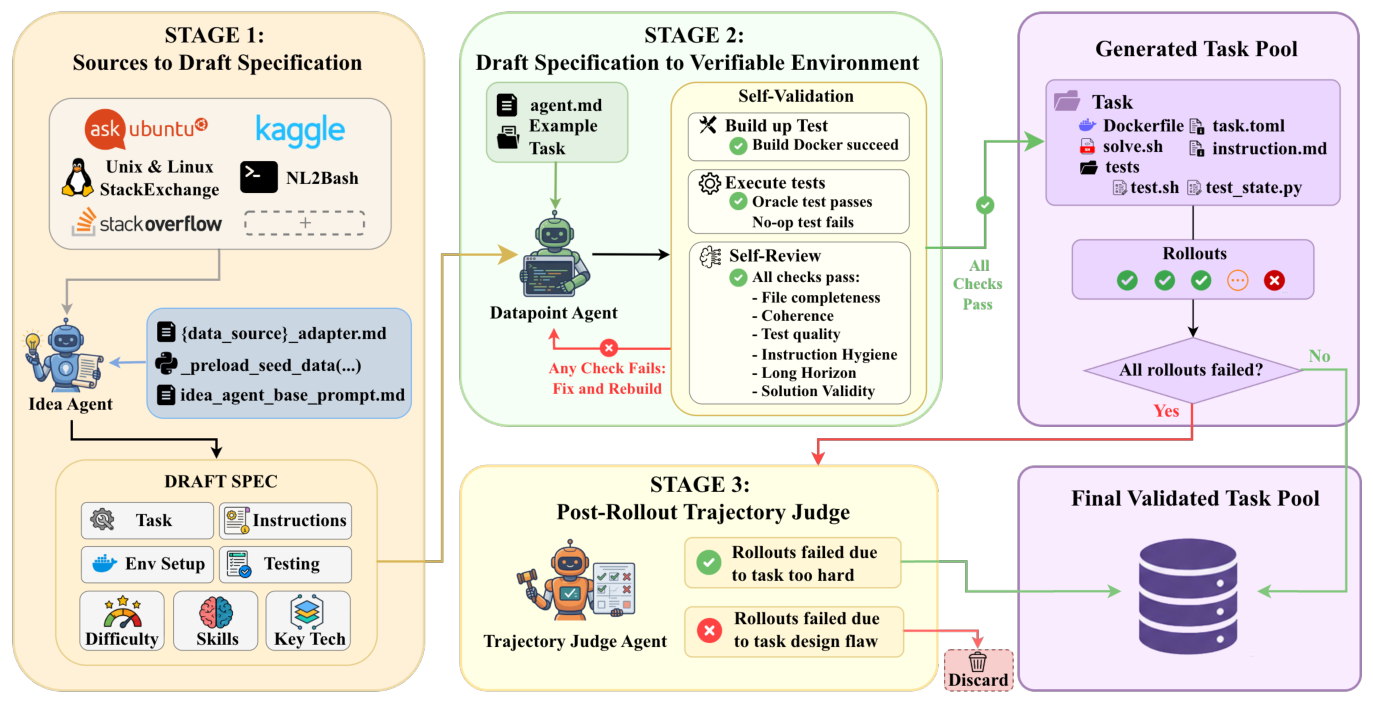 STAGE 1:
Sources to Draft Specification
ask ubuntu
kaggle
Unix & Linux
StackExchange
NL2Bash
stackoverflow
+
Idea Agent
{data_source}_adapter.md
_preload_seed_data(...)
idea_agent_base_prompt.md
DRAFT SPEC
Task
Instructions
Env Setup
Testing
Difficulty
Skills
Key Tech
STAGE 2:
Draft Specification to Verifiable Environment
agent.md
Example
Task
Datapoint Agent
Any Check Fails:
Fix and Rebuild
Self-Validation
Build up Test
Build Docker succeed
Execute tests
Oracle test passes
No-op test fails
Self-Review
All checks pass:
- File completeness
- Coherence
- Test quality
- Instruction Hygiene
- Long Horizon
- Solution Validity
All
Checks
Pass
Generated Task Pool
Task
Dockerfile
task.toml
solve.sh
instruction.md
tests
test.sh
test_state.py
Rollouts
All rollouts failed?
No
Yes
STAGE 3:
Post-Rollout Trajectory Judge
Trajectory Judge Agent
Rollouts failed due
to task too hard
Rollouts failed due
to task design flaw
Discard
Final Validated Task Pool